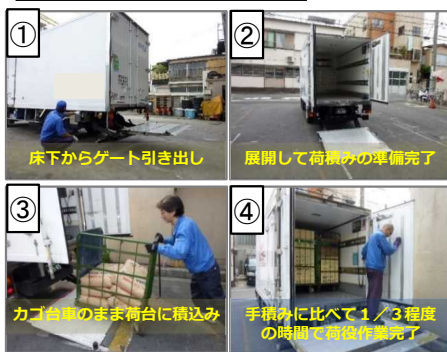 ①
床下からゲート引き出し
②
展開して荷積みの準備完了
③
カゴ台車のまま荷台に積込み
④
手積みに比べて１／３程度
の時間で荷役作業完了